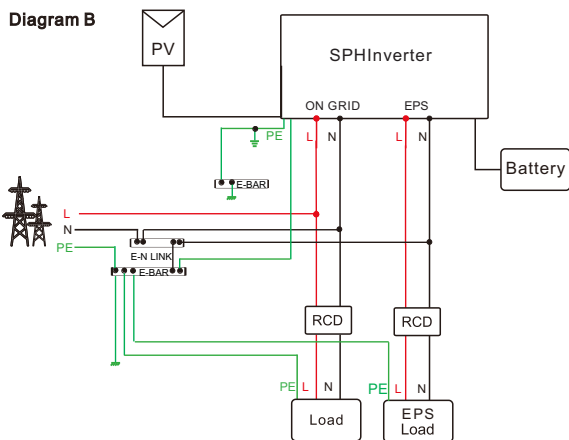 Diagram B
PV
SPHInverter
ON GRID
EPS
PE
L
N
L
N
E-BAR
Battery
L
N
PE
E-N LINK
E-BAR
RCD
RCD
PE
L
N
PE
L
N
Load
EPS
Load